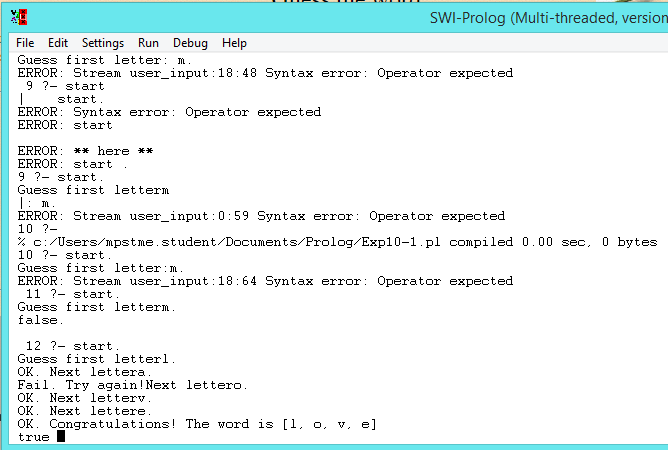 SWI-Prolog (Multi-threaded, version
File Edit Settings Run Debug Help
Guess first letter: m.
ERROR: Stream user_input:18:48 Syntax error: Operator expected
9 ?- start
| start.
ERROR: Syntax error: Operator expected
ERROR: start
ERROR: ** here **
ERROR: start .
9 ?- start.
Guess first letterm
|: m.
ERROR: Stream user_input:0:59 Syntax error: Operator expected
10 ?-
% c:/Users/mpstme.student/Documents/Prolog/Exp10-1.pl compiled 0.00 sec, 0 bytes
10 ?- start.
Guess first letter:m.
ERROR: Stream user_input:18:64 Syntax error: Operator expected
11 ?- start.
Guess first letterm.
false.
12 ?- start.
Guess first letterl.
OK. Next lettera.
Fail. Try again!Next lettero.
OK. Next letterv.
OK. Next lettere.
OK. Congratulations! The word is [l, o, v, e]
true